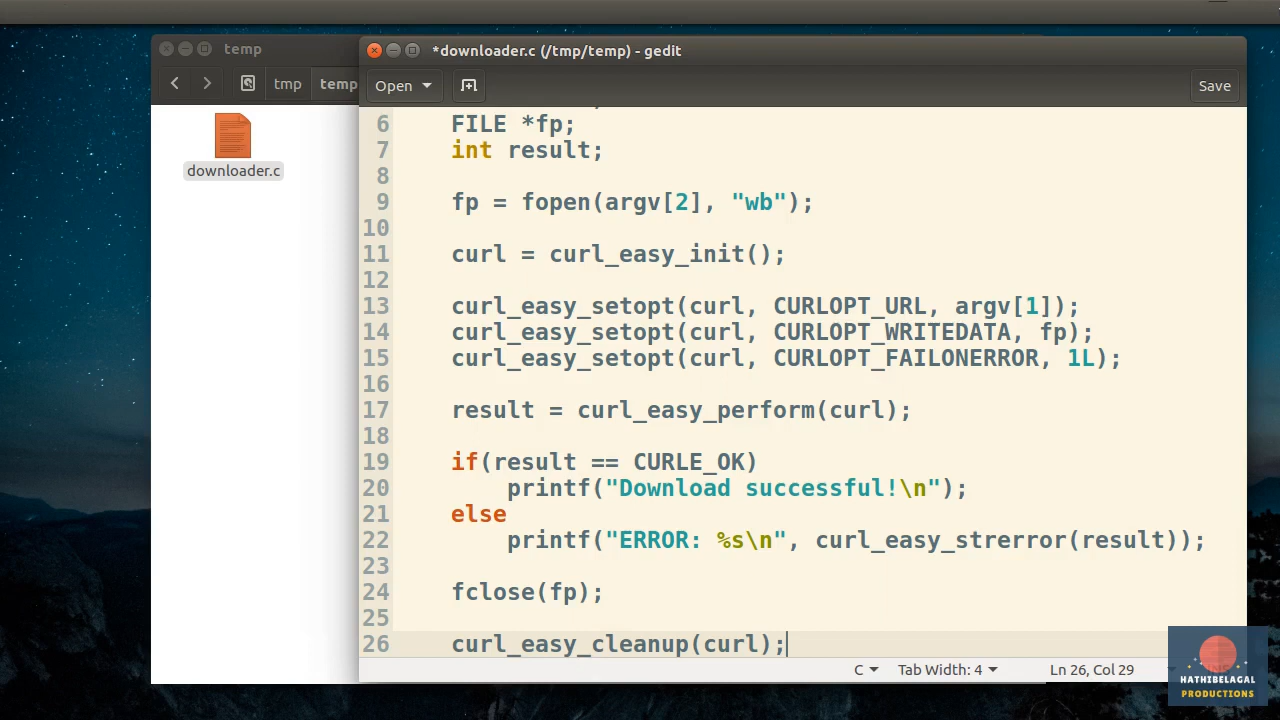 temp
*downloader.c (/tmp/temp) - gedit
tmp
temp
Open
Save
downloader.c
6 FILE *fp;
7 int result;
8
9 fp = fopen(argv[2], "wb");
10
11 curl = curl_easy_init();
12
13 curl_easy_setopt(curl, CURLOPT_URL, argv[1]);
14 curl_easy_setopt(curl, CURLOPT_WRITEDATA, fp);
15 curl_easy_setopt(curl, CURLOPT_FAILONERROR, 1L);
16
17 result = curl_easy_perform(curl);
18
19 if(result == CURLE_OK)
20 printf("Download successful!\n");
21 else
22 printf("ERROR: %s\n", curl_easy_strerror(result));
23
24 fclose(fp);
25
26 curl_easy_cleanup(curl);
C
Tab Width: 4
Ln 26, Col 29
HATHIBELAGAL
PRODUCTIONS